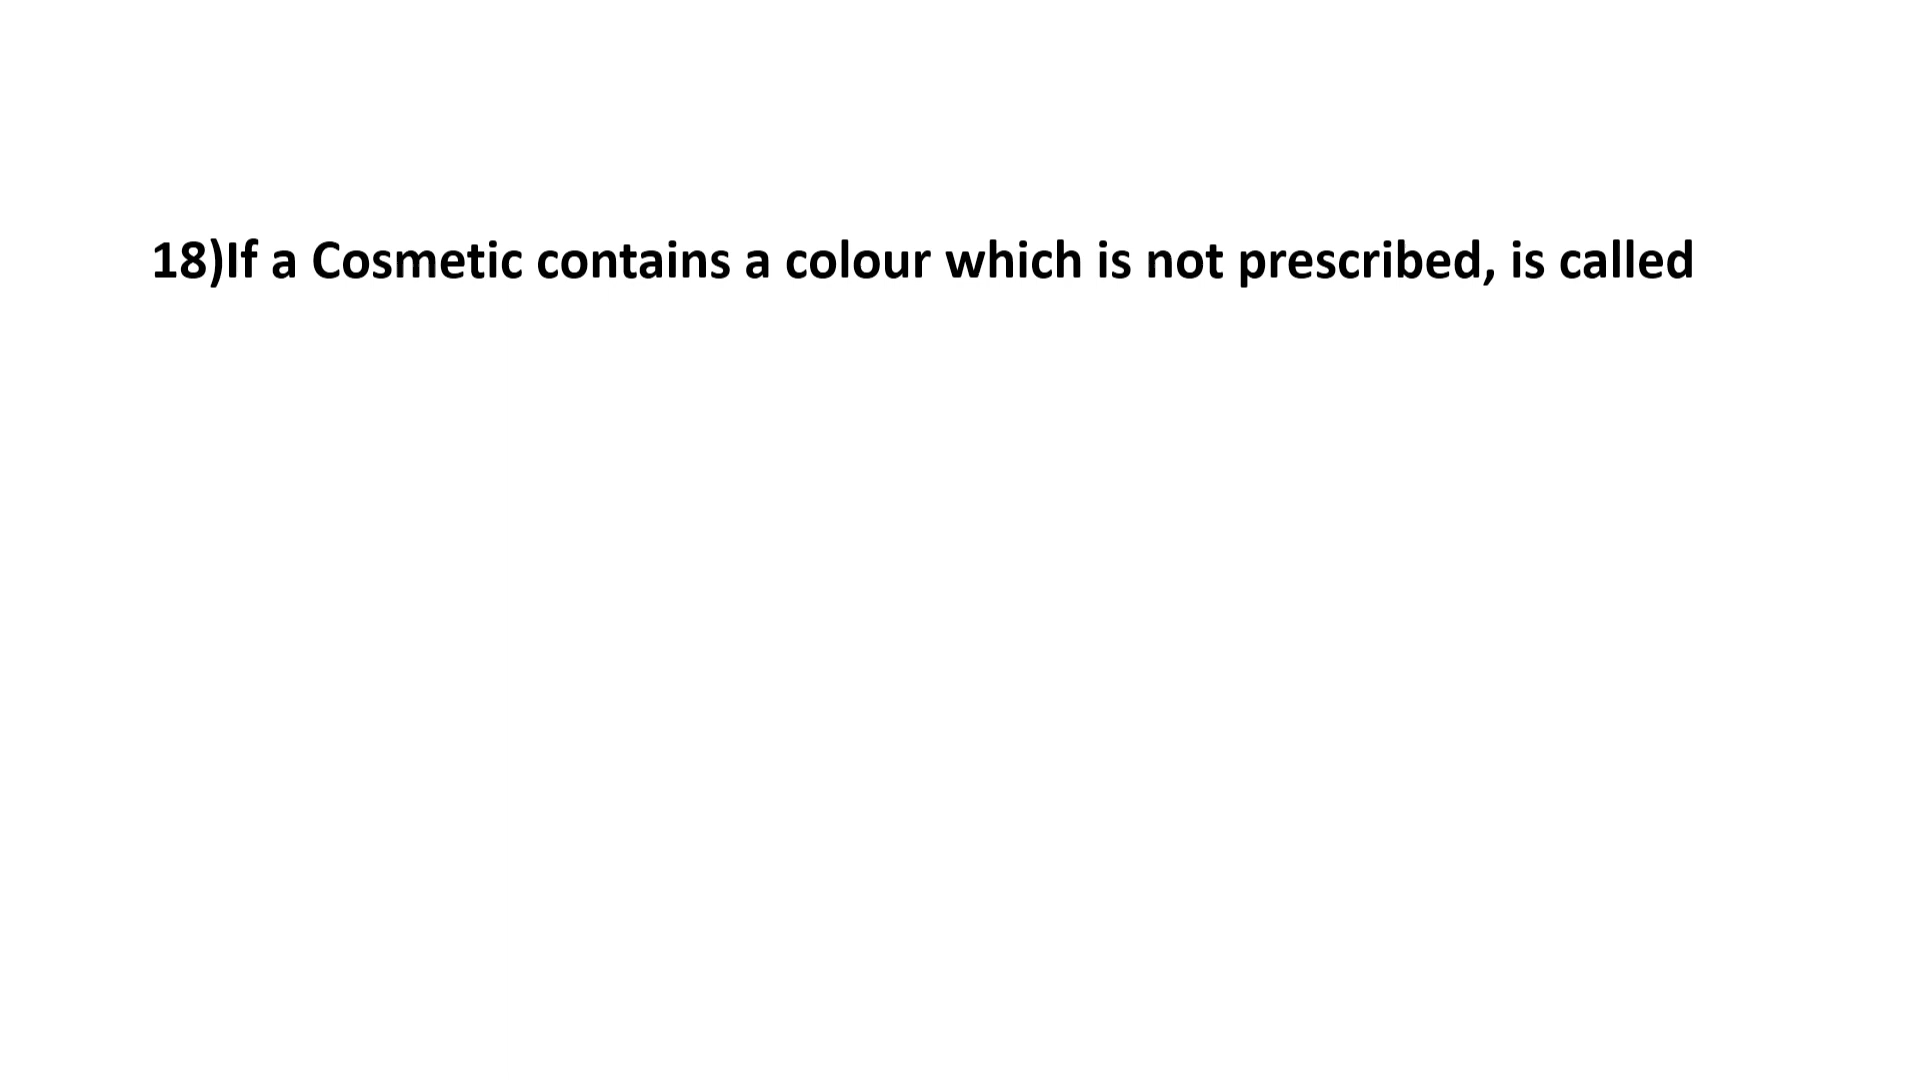 18)If a Cosmetic contains a colour which is not prescribed, is called